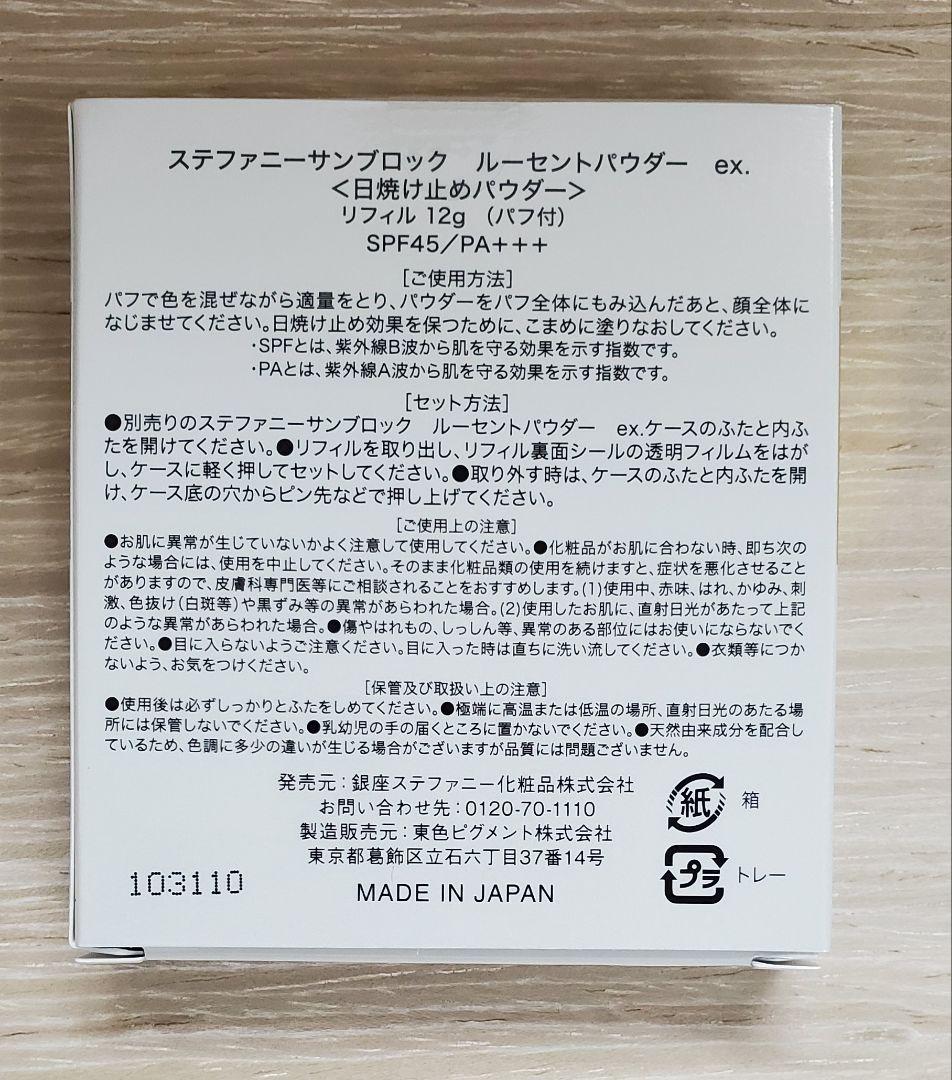 ステファニーサンブロック　ルーセントパウダー　ex.
＜日焼け止めパウダー＞
リフィル 12g （パフ付）
SPF45／PA+++
［ご使用方法］
パフで色を混ぜながら適量をとり、パウダーをパフ全体にもみ込んだあと、顔全体に
なじませてください。日焼け止め効果を保つために、こまめに塗りなおしてください。
・SPFとは、紫外線B波から肌を守る効果を示す指数です。
・PAとは、紫外線A波から肌を守る効果を示す指数です。
［セット方法］
●別売りのステファニーサンブロック　ルーセントパウダー　ex.ケースのふたと内ふ
たを開けてください。●リフィルを取り出し、リフィル裏面シールの透明フィルムをはが
し、ケースに軽く押してセットしてください。●取り外す時は、ケースのふたと内ふたを開
け、ケース底の穴からピン先などで押し上げてください。
［ご使用上の注意］
●お肌に異常が生じていないかよく注意して使用してください。●化粧品がお肌に合わない時、即ち次の
ような場合には、使用を中止してください。そのまま化粧品類の使用を続けますと、症状を悪化させること
がありますので、皮膚科専門医等にご相談されることをおすすめします。(1)使用中、赤味、はれ、かゆみ、刺
激、色抜け(白斑等)や黒ずみ等の異常があらわれた場合。(2)使用したお肌に、直射日光があたって上記
のような異常があらわれた場合。●傷やはれもの、しっしん等、異常のある部位にはお使いにならないでく
ださい。●目に入らないようご注意ください。目に入った時は直ちに洗い流してください。●衣類等につか
ないよう、お気をつけください。
［保管及び取扱い上の注意］
●使用後は必ずしっかりとふたをしめてください。●極端に高温または低温の場所、直射日光のあたる場
所には保管しないでください。●乳幼児の手の届くところに置かないでください。●天然由来成分を配合し
ているため、色調に多少の違いが生じる場合がございますが品質には問題ございません。
発売元：銀座ステファニー化粧品株式会社
お問い合わせ先：0120-70-1110
製造販売元：東色ピグメント株式会社
東京都葛飾区立石六丁目37番14号
MADE IN JAPAN
103110
紙 箱
プラ トレー